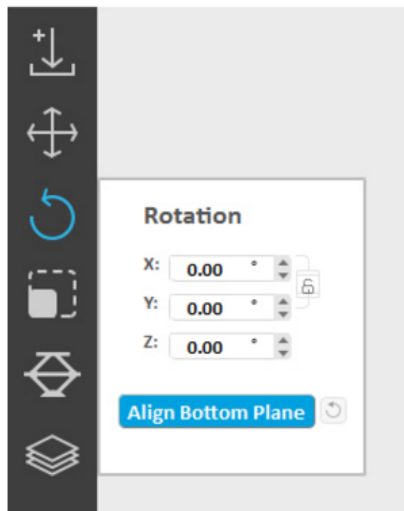 Rotation
X: 0.00 °
Y: 0.00 °
Z: 0.00 °
Align Bottom Plane